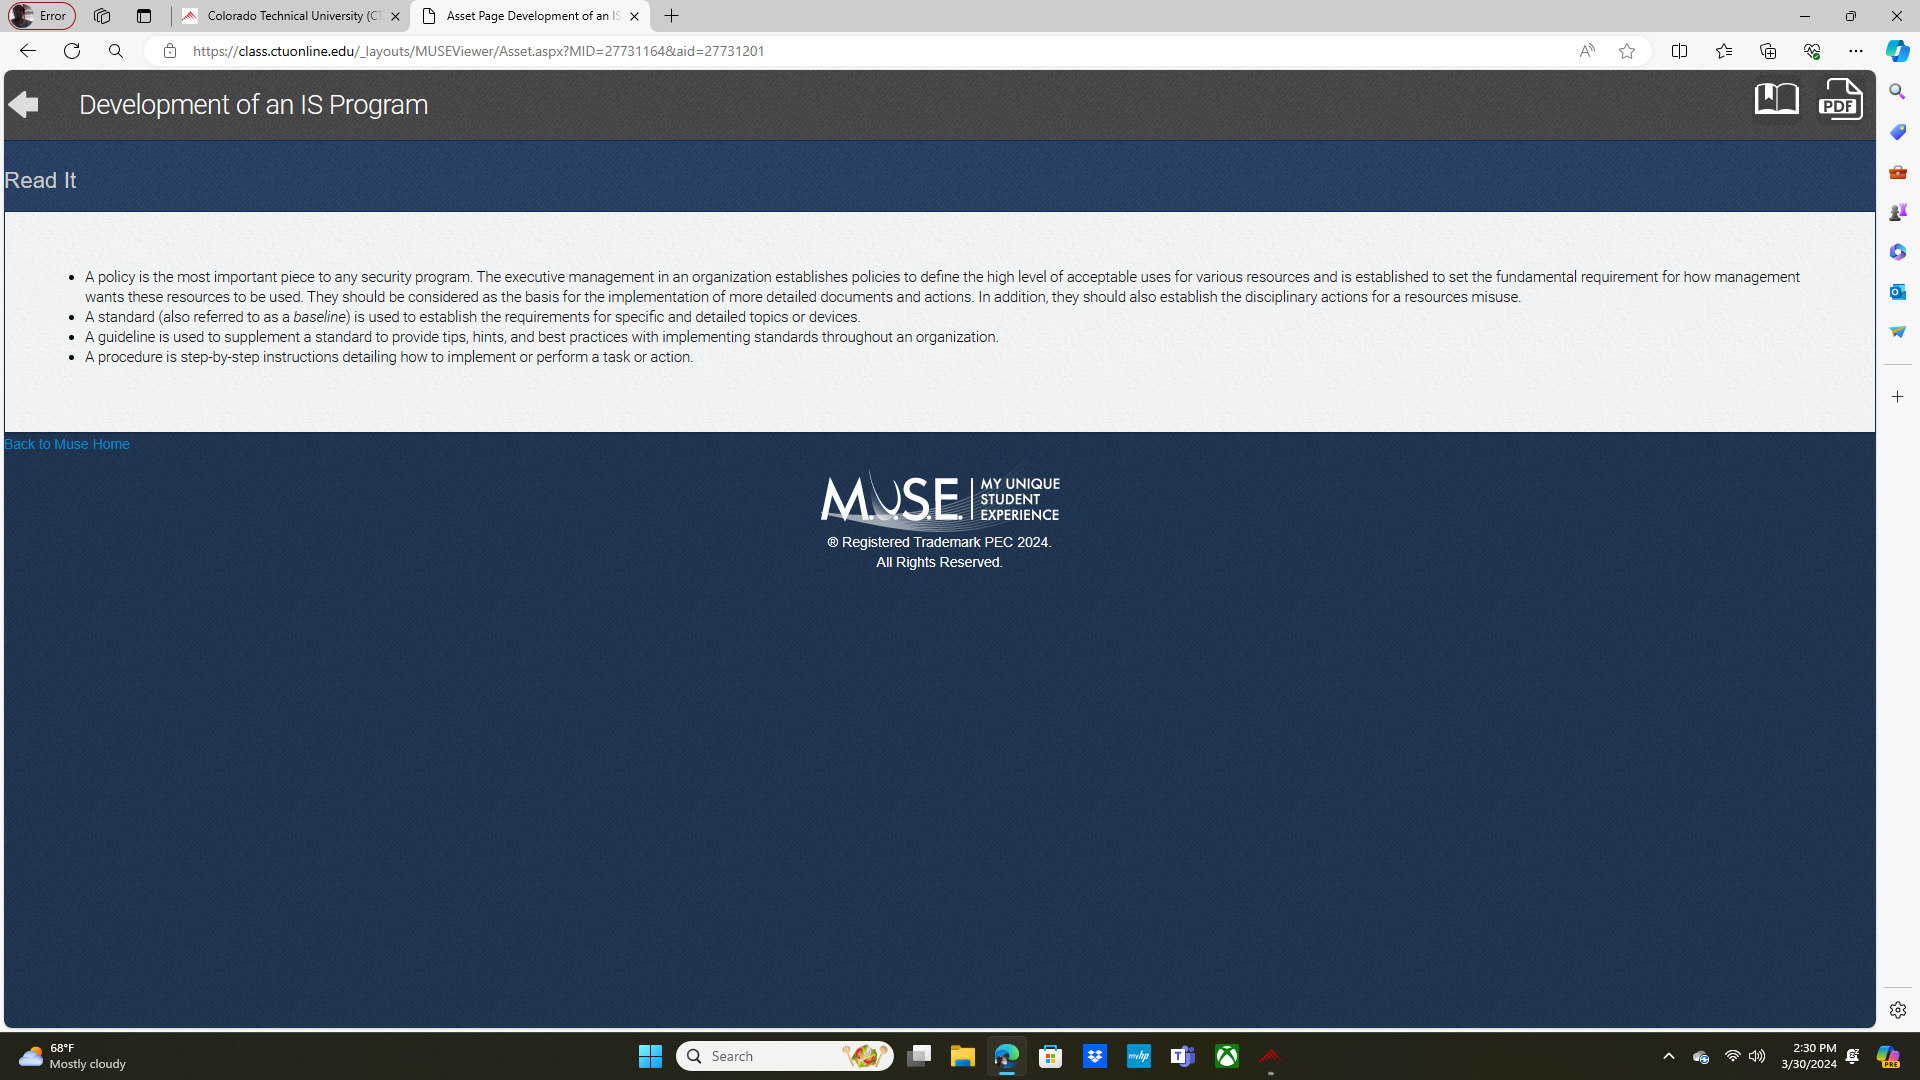 Error
Colorado Technical University (CT
Asset Page Development of an IS
https://class.ctuonline.edu/_layouts/MUSEViewer/Asset.aspx?MID=27731164&aid=27731201
Development of an IS Program
PDF
Read It
• A policy is the most important piece to any security program. The executive management in an organization establishes policies to define the high level of acceptable uses for various resources and is established to set the fundamental requirement for how management
wants these resources to be used. They should be considered as the basis for the implementation of more detailed documents and actions. In addition, they should also establish the disciplinary actions for a resources misuse.
• A standard (also referred to as a baseline) is used to establish the requirements for specific and detailed topics or devices.
• A guideline is used to supplement a standard to provide tips, hints, and best practices with implementing standards throughout an organization.
• A procedure is step-by-step instructions detailing how to implement or perform a task or action.
Back to Muse Home
M.U.S.E. | MY UNIQUE
STUDENT
EXPERIENCE
® Registered Trademark PEC 2024.
All Rights Reserved.
68°F
Mostly cloudy
Search
myhp
2:30 PM
3/30/2024
PRE